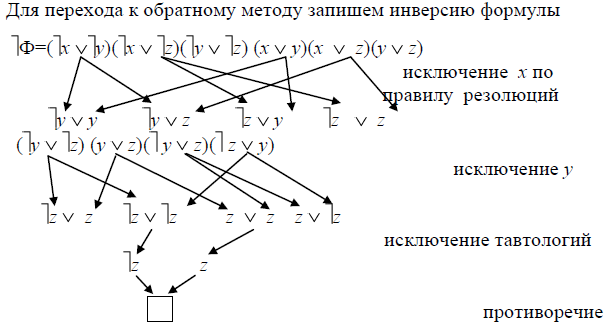 Для перехода к обратному методу запишем инверсию формулы
⌉Ф=(⌉x ∨ ⌉y)(⌉x ∨ ⌉z)(⌉y ∨ ⌉z) (x ∨ y)(x ∨ z)(y ∨ z)
исключение x по
правилу резолюций
⌉y ∨ y ⌉y ∨ z ⌉z ∨ y ⌉z ∨ z
(⌉y ∨ ⌉z) (y ∨ z)(⌉y ∨ z)(⌉z ∨ y)
исключение y
⌉z ∨ z ⌉z ∨ ⌉z z ∨ z z ∨ ⌉z
исключение тавтологий
⌉z z
противоречие